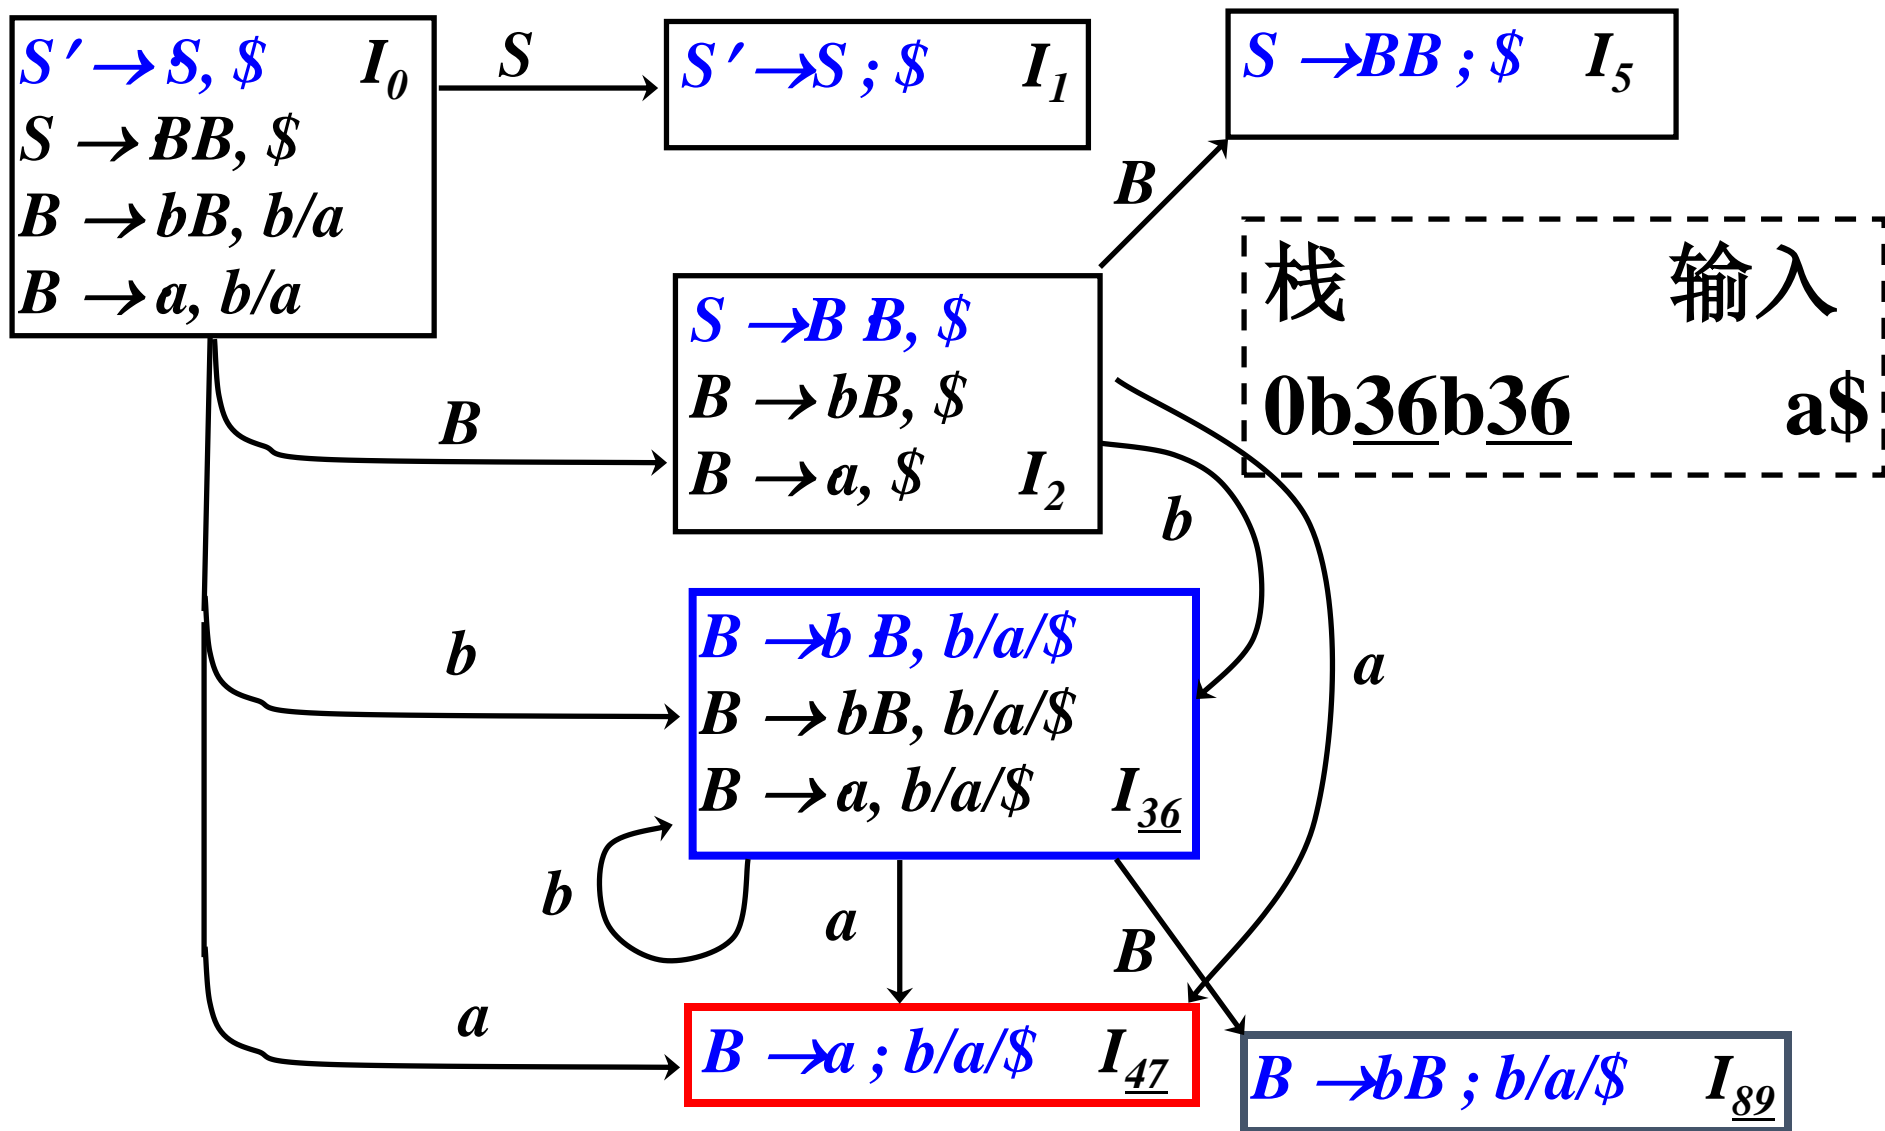 S′ → ·S, $ I0
S → ·BB, $
B → ·bB, b/a
B → ·a, b/a
S
S′ → S·, $ I1
S → BB·, $ I5
B
栈 输入
0b36b36 a$
S → B·B, $
B → ·bB, $
B → ·a, $ I2
B
b
a
B → b·B, b/a/$
B → ·bB, b/a/$
B → ·a, b/a/$ I36
b
b
a
B
a
B → a·, b/a/$ I47
B → bB·, b/a/$ I89